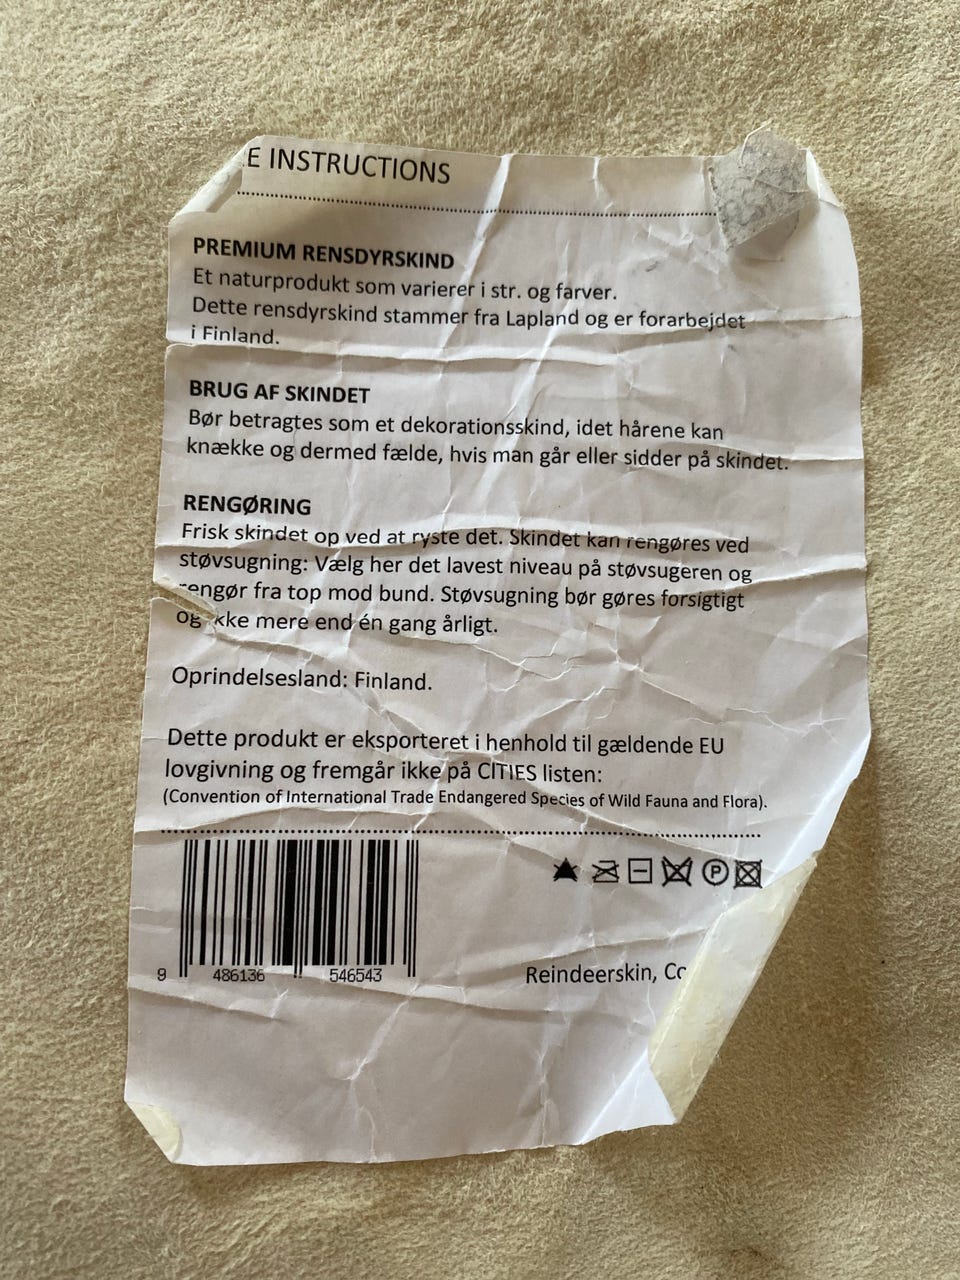 E INSTRUCTIONS
PREMIUM RENSDYRSKIND
Et naturprodukt som varierer i str. og farver.
Dette rensdyrskind stammer fra Lapland og er forarbejdet
i Finland.
BRUG AF SKINDET
Bør betragtes som et dekorationsskind, idet hårene kan
knække og dermed fælde, hvis man går eller sidder på skindet.
RENGØRING
Frisk skindet op ved at ryste det. Skindet kan rengøres ved
støvsugning: Vælg her det lavest niveau på støvsugeren og
rengør fra top mod bund. Støvsugning bør gøres forsigtigt
og ikke mere end én gang årligt.
Oprindelsesland: Finland.
Dette produkt er eksporteret i henhold til gældende EU
lovgivning og fremgår ikke på CITIES listen:
(Convention of International Trade Endangered Species of Wild Fauna and Flora).
P
9 486136 546543
Reindeerskin, Co